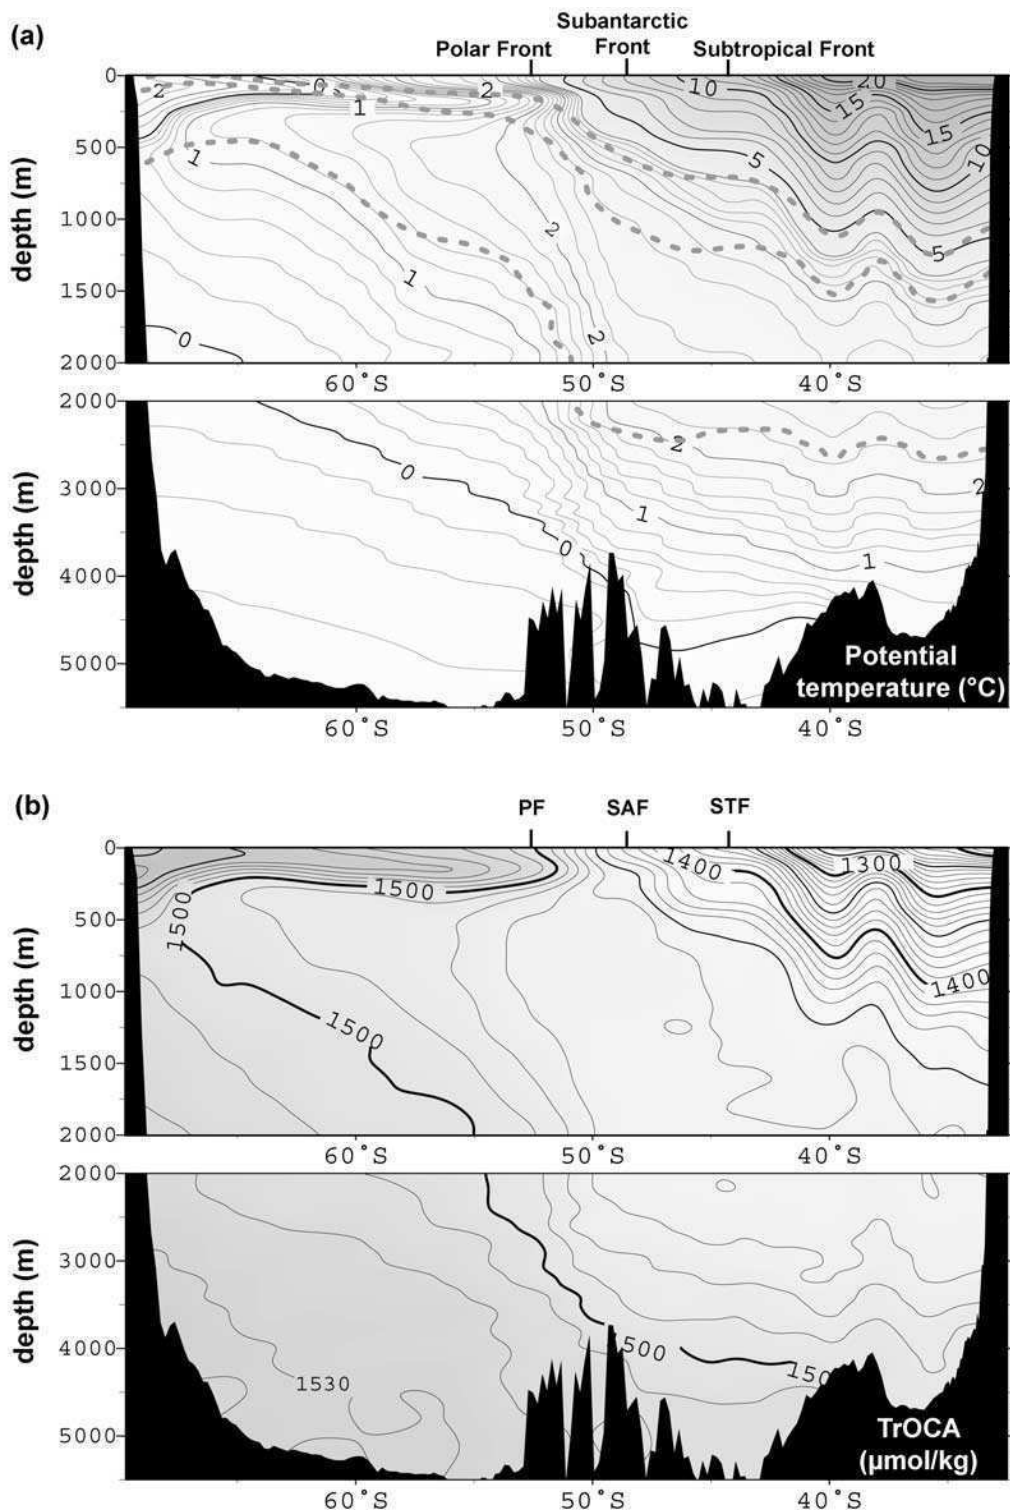 (a)
Subantarctic
Polar Front Front Subtropical Front
0
500
1000
1500
2000
depth (m)
2 0 2 10 20
1 15 15
1 5 10
2 5
1
0 2
60°S 50°S 40°S
2000
3000
4000
5000
depth (m)
0 2 2
1
0 1
Potential
temperature (°C)
60°S 50°S 40°S
(b)
PF SAF STF
0
500
1000
1500
2000
depth (m)
1500 1400 1300
1500
1400
1500
60°S 50°S 40°S
2000
3000
4000
5000
depth (m)
500 150
1530
TrOCA
(µmol/kg)
60°S 50°S 40°S